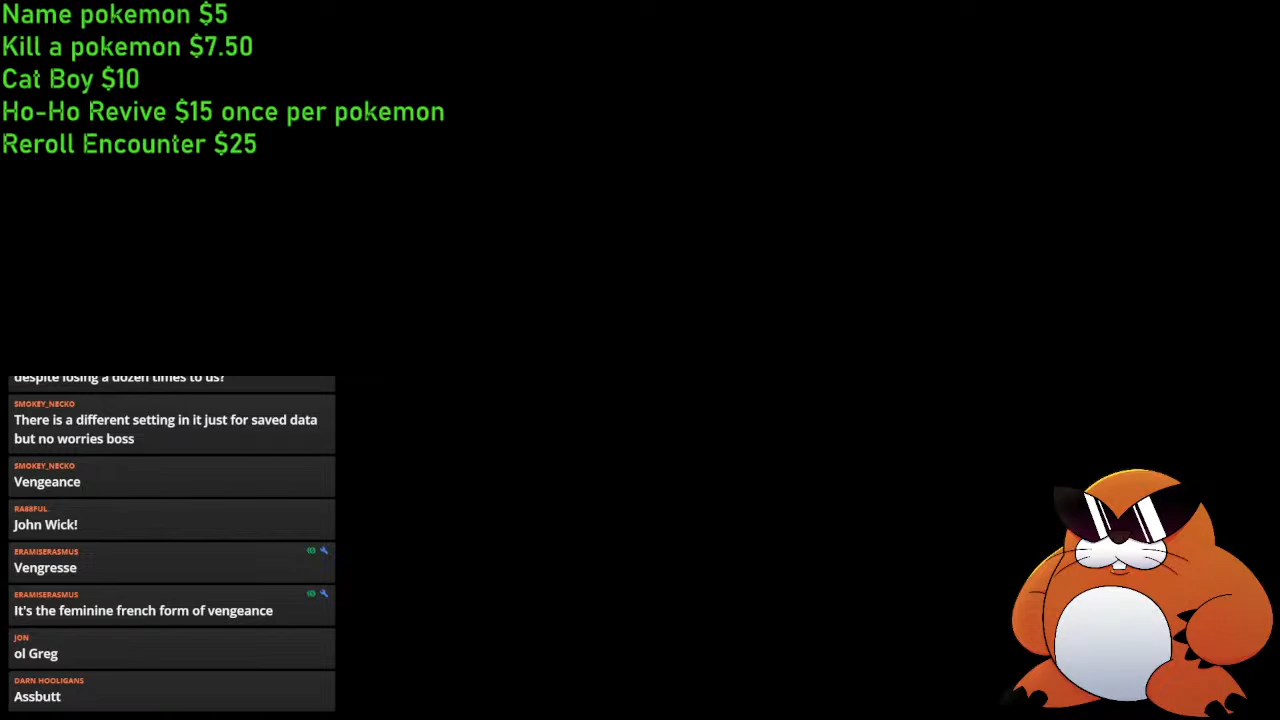 Name pokemon $5
Kill a pokemon $7.50
Cat Boy $10
Ho-Ho Revive $15 once per pokemon
Reroll Encounter $25
despite losing a dozen times to us?
SMOKEY_NECKO
There is a different setting in it just for saved data
but no worries boss
SMOKEY_NECKO
Vengeance
RA88FUL
John Wick!
ERAMISERASMUS
Vengresse
ERAMISERASMUS
It's the feminine french form of vengeance
JON
ol Greg
DARN HOOLIGANS
Assbutt